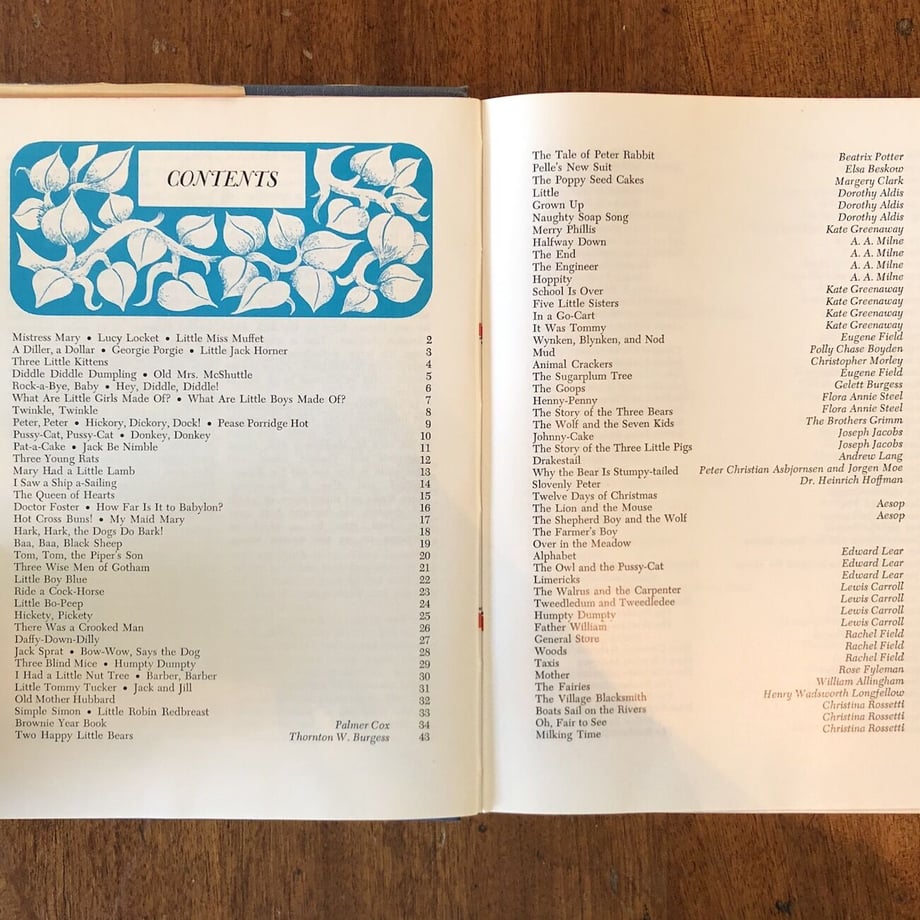 CONTENTS
Mistress Mary • Lucy Locket • Little Miss Muffet 2
A Diller, a Dollar • Georgie Porgie • Little Jack Horner 3
Three Little Kittens 4
Diddle Diddle Dumpling • Old Mrs. McShuttle 5
Rock-a-Bye, Baby • Hey, Diddle, Diddle! 6
What Are Little Girls Made Of? • What Are Little Boys Made Of? 7
Twinkle, Twinkle 8
Peter, Peter • Hickory, Dickory, Dock! • Pease Porridge Hot 9
Pussy-Cat, Pussy-Cat • Donkey, Donkey 10
Pat-a-Cake • Jack Be Nimble 11
Three Young Rats 12
Mary Had a Little Lamb 13
I Saw a Ship a-Sailing 14
The Queen of Hearts 15
Doctor Foster • How Far Is It to Babylon? 16
Hot Cross Buns! • My Maid Mary 17
Hark, Hark, the Dogs Do Bark! 18
Baa, Baa, Black Sheep 19
Tom, Tom, the Piper's Son 20
Three Wise Men of Gotham 21
Little Boy Blue 22
Ride a Cock-Horse 23
Little Bo-Peep 24
Hickety, Pickety 25
There Was a Crooked Man 26
Daffy-Down-Dilly 27
Jack Sprat • Bow-Wow, Says the Dog 28
Three Blind Mice • Humpty Dumpty 29
I Had a Little Nut Tree • Barber, Barber 30
Little Tommy Tucker • Jack and Jill 31
Old Mother Hubbard 32
Simple Simon • Little Robin Redbreast 33
Brownie Year Book Palmer Cox 34
Two Happy Little Bears Thornton W. Burgess 43
The Tale of Peter Rabbit Beatrix Potter
Pelle's New Suit Elsa Beskow
The Poppy Seed Cakes Margery Clark
Little Dorothy Aldis
Grown Up Dorothy Aldis
Naughty Soap Song Dorothy Aldis
Merry Phillis Kate Greenaway
Halfway Down A. A. Milne
The End A. A. Milne
The Engineer A. A. Milne
Hoppity A. A. Milne
School Is Over Kate Greenaway
Five Little Sisters Kate Greenaway
In a Go-Cart Kate Greenaway
It Was Tommy Kate Greenaway
Wynken, Blynken, and Nod Eugene Field
Mud Polly Chase Boyden
Animal Crackers Christopher Morley
The Sugarplum Tree Eugene Field
The Goops Gelett Burgess
Henny-Penny Flora Annie Steel
The Story of the Three Bears Flora Annie Steel
The Wolf and the Seven Kids The Brothers Grimm
Johnny-Cake Joseph Jacobs
The Story of the Three Little Pigs Joseph Jacobs
Drakestail Andrew Lang
Why the Bear Is Stumpy-tailed Peter Christian Asbjornsen and Jorgen Moe
Slovenly Peter Dr. Heinrich Hoffman
Twelve Days of Christmas
The Lion and the Mouse Aesop
The Shepherd Boy and the Wolf Aesop
The Farmer's Boy
Over in the Meadow
Alphabet Edward Lear
The Owl and the Pussy-Cat Edward Lear
Limericks Edward Lear
The Walrus and the Carpenter Lewis Carroll
Tweedledum and Tweedledee Lewis Carroll
Humpty Dumpty Lewis Carroll
Father William Lewis Carroll
General Store Rachel Field
Woods Rachel Field
Taxis Rachel Field
Mother Rose Fyleman
The Fairies William Allingham
The Village Blacksmith Henry Wadsworth Longfellow
Boats Sail on the Rivers Christina Rossetti
Oh, Fair to See Christina Rossetti
Milking Time Christina Rossetti